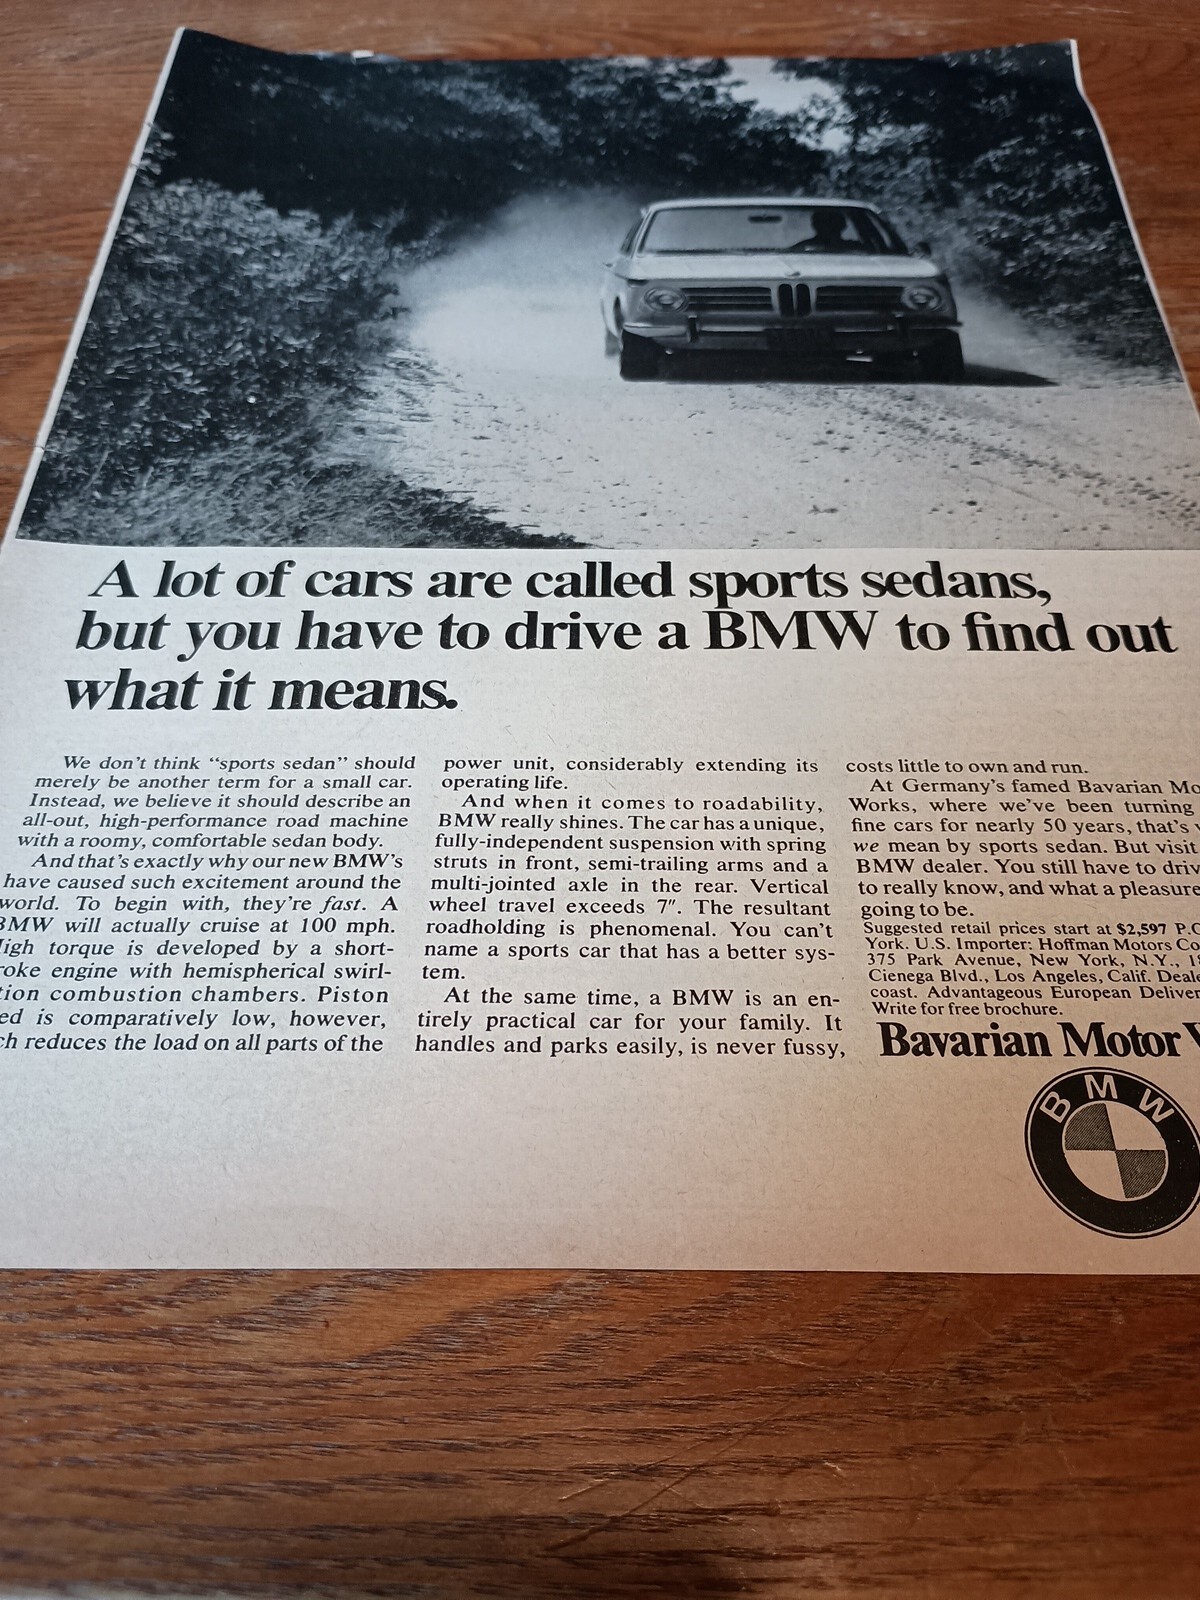 A lot of cars are called sports sedans,
but you have to drive a BMW to find out
what it means.
We don't think "sports sedan" should
merely be another term for a small car.
Instead, we believe it should describe an
all-out, high-performance road machine
with a roomy, comfortable sedan body.
And that's exactly why our new BMW's
have caused such excitement around the
world. To begin with, they're fast. A
BMW will actually cruise at 100 mph.
High torque is developed by a short-
roke engine with hemispherical swirl-
tion combustion chambers. Piston
ed is comparatively low, however,
ch reduces the load on all parts of the
power unit, considerably extending its
operating life.
And when it comes to roadability,
BMW really shines. The car has a unique,
fully-independent suspension with spring
struts in front, semi-trailing arms and a
multi-jointed axle in the rear. Vertical
wheel travel exceeds 7". The resultant
roadholding is phenomenal. You can't
name a sports car that has a better sys-
tem.
At the same time, a BMW is an en-
tirely practical car for your family. It
handles and parks easily, is never fussy,
costs little to own and run.
At Germany's famed Bavarian Mo
Works, where we've been turning
fine cars for nearly 50 years, that's
we mean by sports sedan. But visit
BMW dealer. You still have to driv
to really know, and what a pleasure
going to be.
Suggested retail prices start at $2,597 P.O
York. U.S. Importer: Hoffman Motors Co
375 Park Avenue, New York, N.Y., 18
Cienega Blvd., Los Angeles, Calif. Deale
coast. Advantageous European Deliver
Write for free brochure.
Bavarian Motor W
BMW